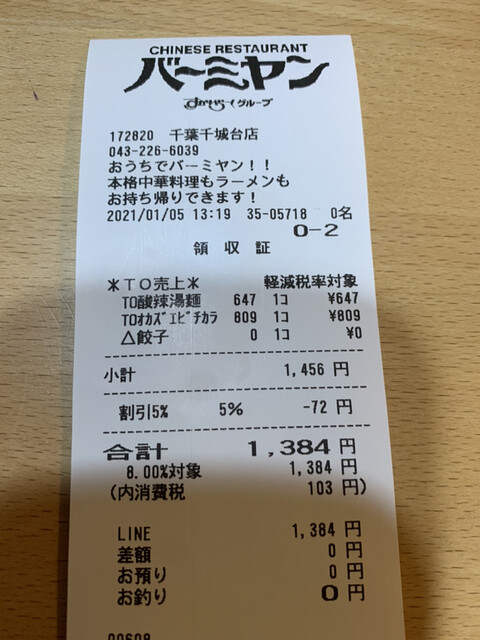 CHINESE RESTAURANT
バーミヤン
すかいらーくグループ
172820 千葉千城台店
043-226-6039
おうちでバーミヤン！！
本格中華料理もラーメンも
お持ち帰りできます！
2021/01/05 13:19 35-05718 0名
0-2
領収証
＊TO売上＊ 軽減税率対象
TO酸辣湯麺 647 1コ ¥647
TOオカズエビチカラ 809 1コ ¥809
△餃子 0 1コ ¥0
小計 1,456 円
割引5% 5% -72 円
合計 1,384 円
8.00%対象 1,384 円
(内消費税 103 円)
LINE 1,384 円
差額 0 円
お預り 0 円
お釣り 0 円